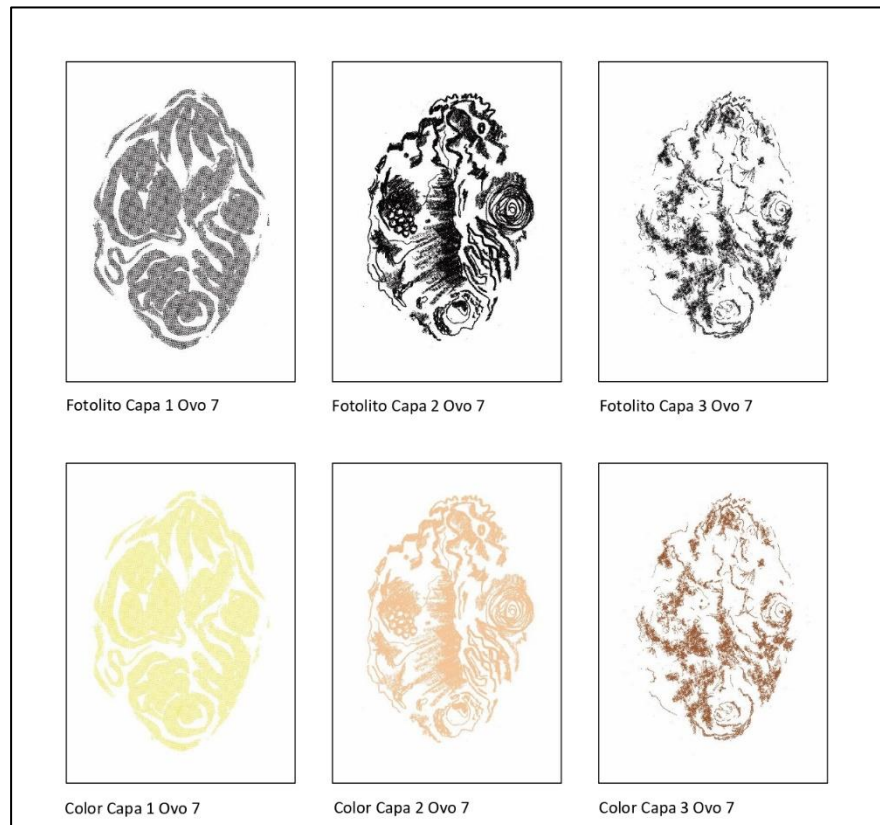 Fotolito Capa 1 Ovo 7
Fotolito Capa 2 Ovo 7
Fotolito Capa 3 Ovo 7
Color Capa 1 Ovo 7
Color Capa 2 Ovo 7
Color Capa 3 Ovo 7